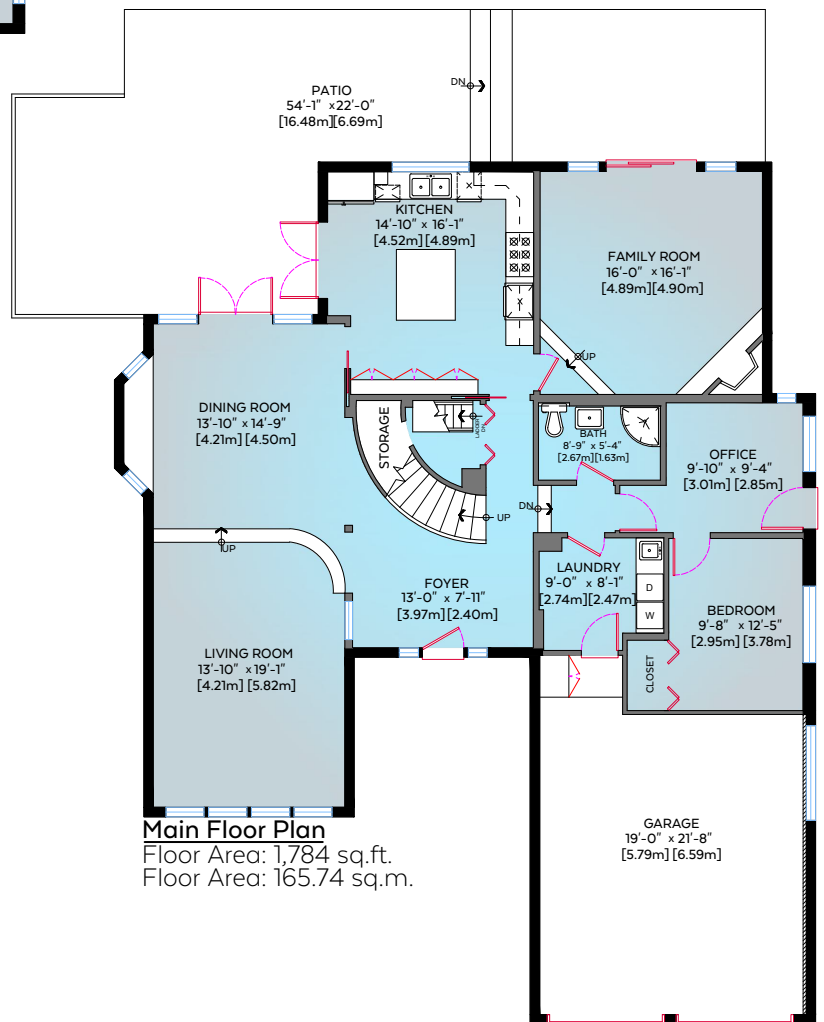 PATIO
54'-1" x22'-0"
[16.48m][6.69m]
DN
KITCHEN
14'-10" x 16'-1"
[4.52m] [4.89m]
FAMILY ROOM
16'-0" x 16'-1"
[4.89m][4.90m]
UP
DINING ROOM
13'-10" x 14'-9"
[4.21m] [4.50m]
STORAGE
BATH
8'-9" x 5'-4"
[2.67m][1.63m]
OFFICE
9'-10" x 9'-4"
[3.01m] [2.85m]
DN
UP
UP
FOYER
13'-0" x 7'-11"
[3.97m][2.40m]
LAUNDRY
9'-0" x 8'-1"
[2.74m][2.47m]
D
W
BEDROOM
9'-8" x 12'-5"
[2.95m] [3.78m]
CLOSET
LIVING ROOM
13'-10" x 19'-1"
[4.21m] [5.82m]
GARAGE
19'-0" x 21'-8"
[5.79m] [6.59m]
Main Floor Plan
Floor Area: 1,784 sq.ft.
Floor Area: 165.74 sq.m.